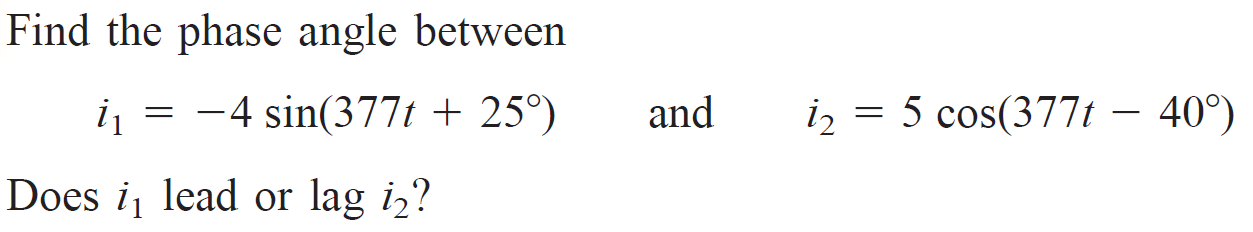 Find the phase angle between
i₁ = −4 sin(377t + 25°) and i₂ = 5 cos(377t − 40°)
Does i₁ lead or lag i₂?